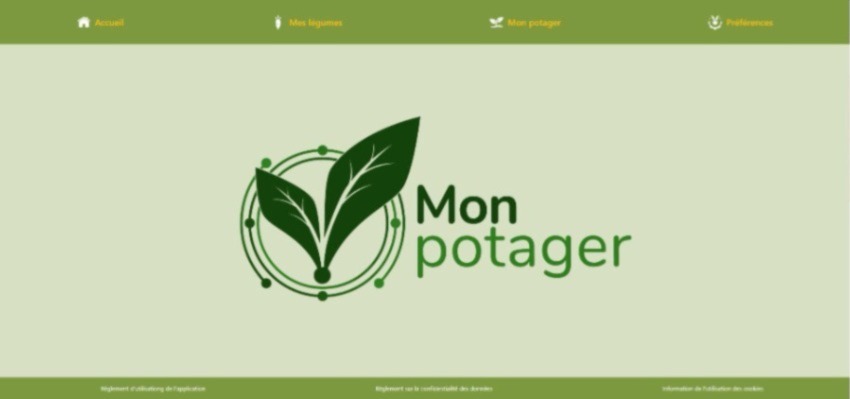 Accueil
Mes légumes
Mon potager
Préférences
Mon
potager
Règlement d'utilisationg de l'application
Règlement sur la confidentialité des données
Information de l'utilisation des cookies